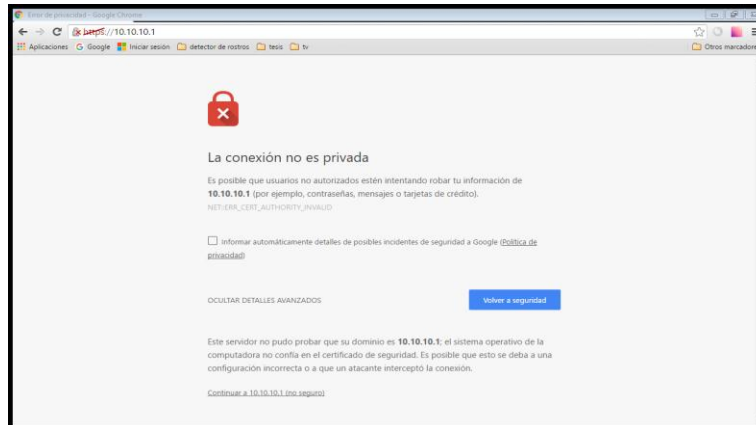 Error de privacidad - Google Chrome
https://10.10.10.1
Aplicaciones Google Iniciar sesión detector de rostros tesis tv Otros marcadore
La conexión no es privada
Es posible que usuarios no autorizados estén intentando robar tu información de
10.10.10.1 (por ejemplo, contraseñas, mensajes o tarjetas de crédito).
NET::ERR_CERT_AUTHORITY_INVALID
Informar automáticamente detalles de posibles incidentes de seguridad a Google (Política de
privacidad)
OCULTAR DETALLES AVANZADOS Volver a seguridad
Este servidor no pudo probar que su dominio es 10.10.10.1; el sistema operativo de la
computadora no confía en el certificado de seguridad. Es posible que esto se deba a una
configuración incorrecta o a que un atacante interceptó la conexión.
Continuar a 10.10.10.1 (no seguro)